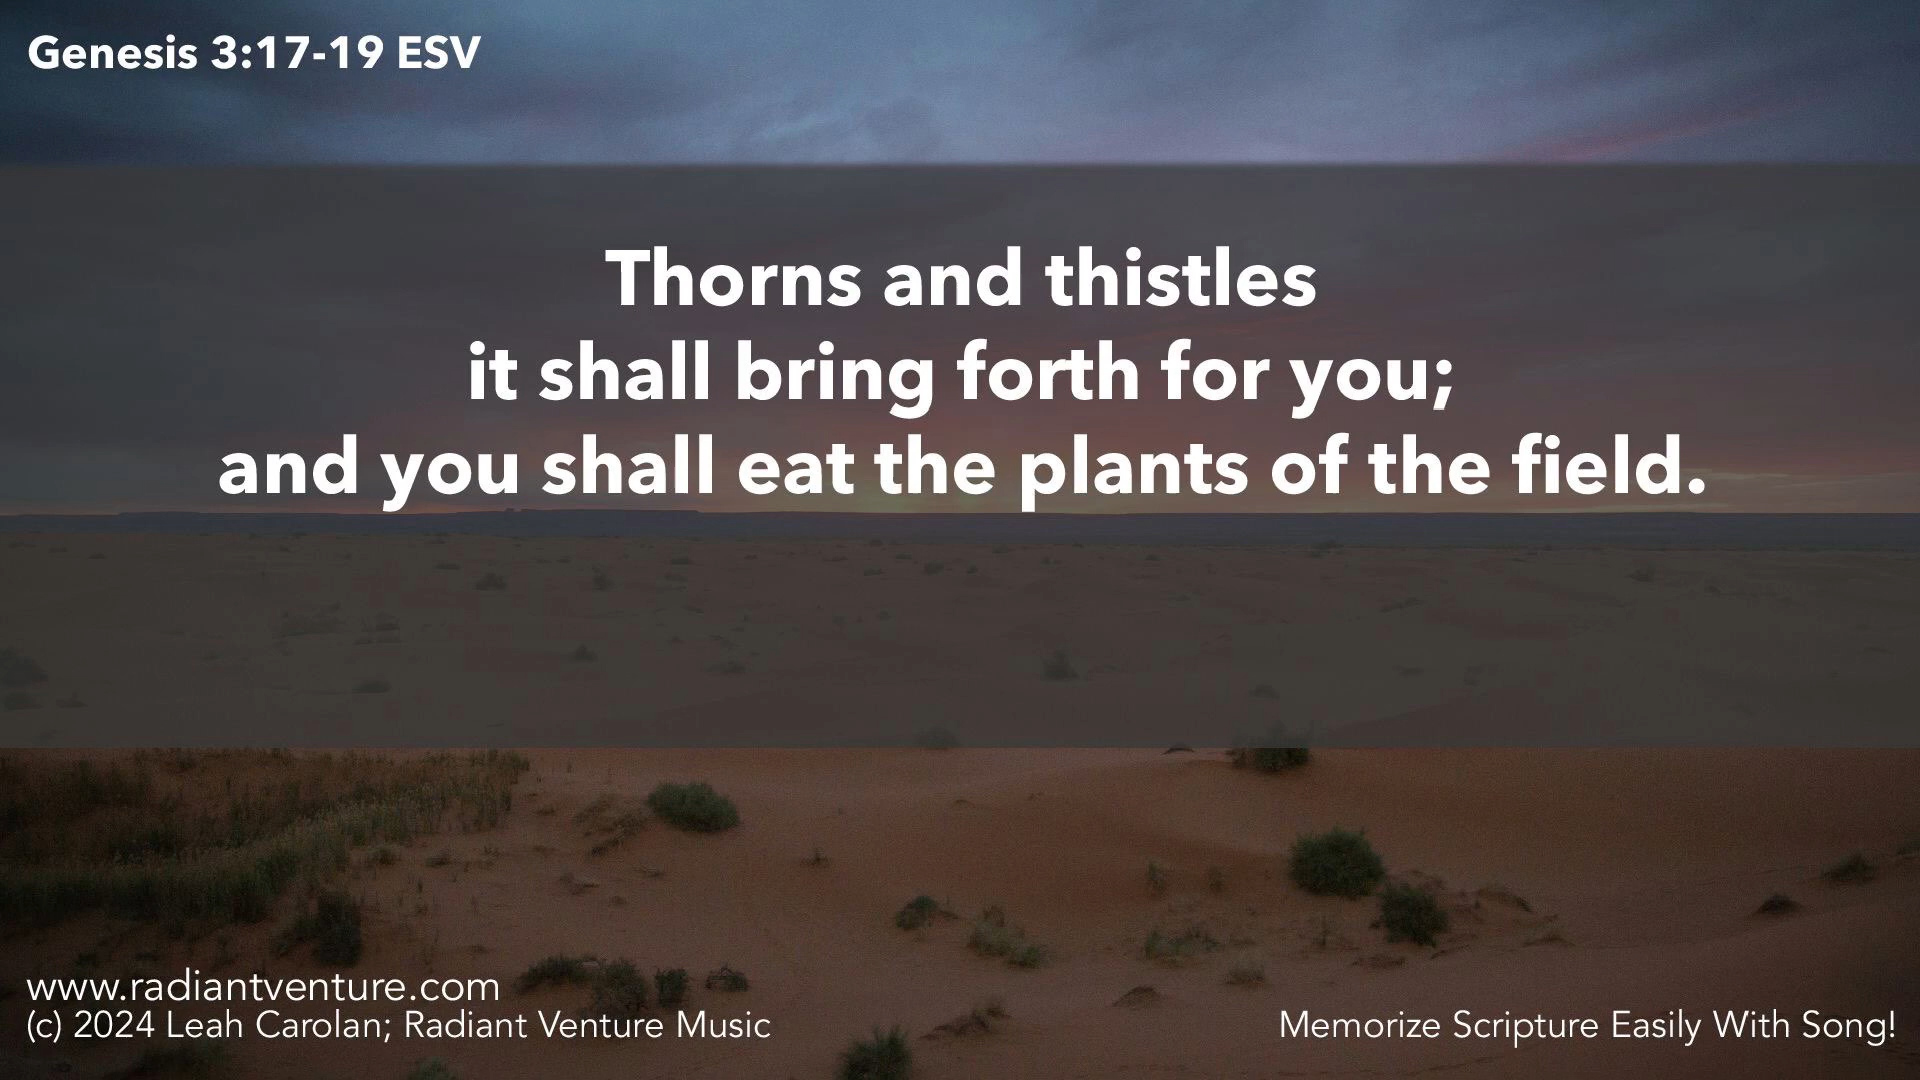 Genesis 3:17-19 ESV
Thorns and thistles
it shall bring forth for you;
and you shall eat the plants of the field.
www.radiantventure.com
(c) 2024 Leah Carolan; Radiant Venture Music
Memorize Scripture Easily With Song!